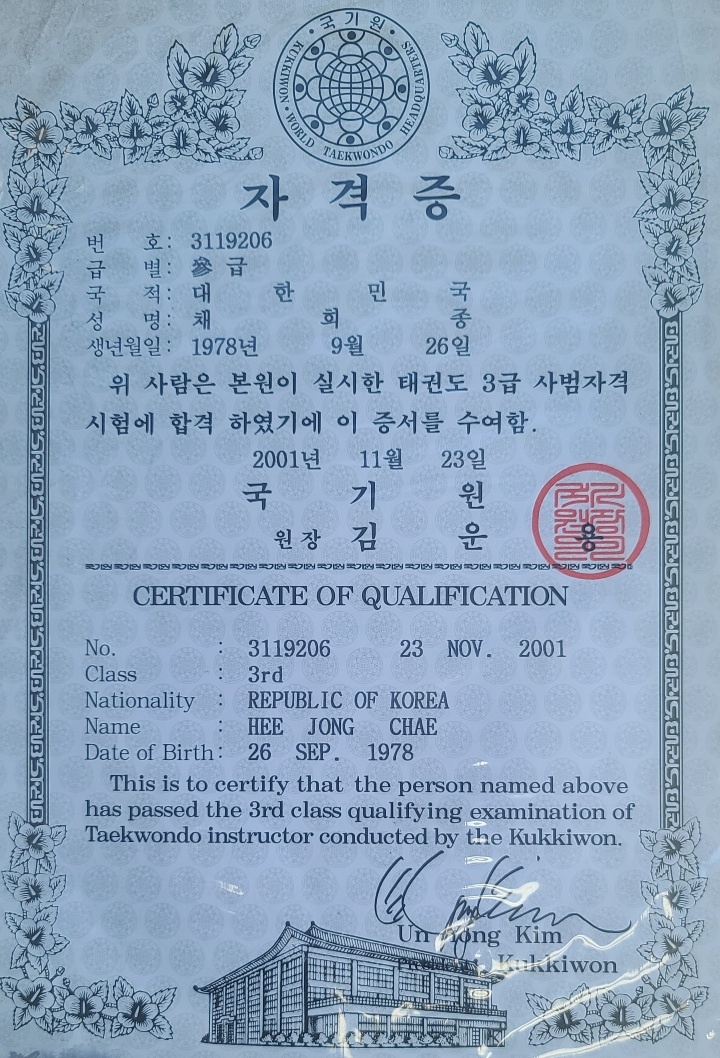 · 국 기 원 ·
KUKKIWON · WORLD TAEKWONDO HEADQUARTERS
자 격 증
번 호: 3119206
급 별: 參 급
국 적: 대 한 민 국
성 명: 채 희 종
생년월일: 1978년 9월 26일
위 사람은 본원이 실시한 태권도 3급 사범자격
시험에 합격 하였기에 이 증서를 수여함.
2001년 11월 23일
국 기 원
원장 김 운 용
CERTIFICATE OF QUALIFICATION
No. : 3119206 23 NOV. 2001
Class : 3rd
Nationality : REPUBLIC OF KOREA
Name : HEE JONG CHAE
Date of Birth: 26 SEP. 1978
This is to certify that the person named above
has passed the 3rd class qualifying examination of
Taekwondo instructor conducted by the Kukkiwon.
Un Yong Kim
Kukkiwon